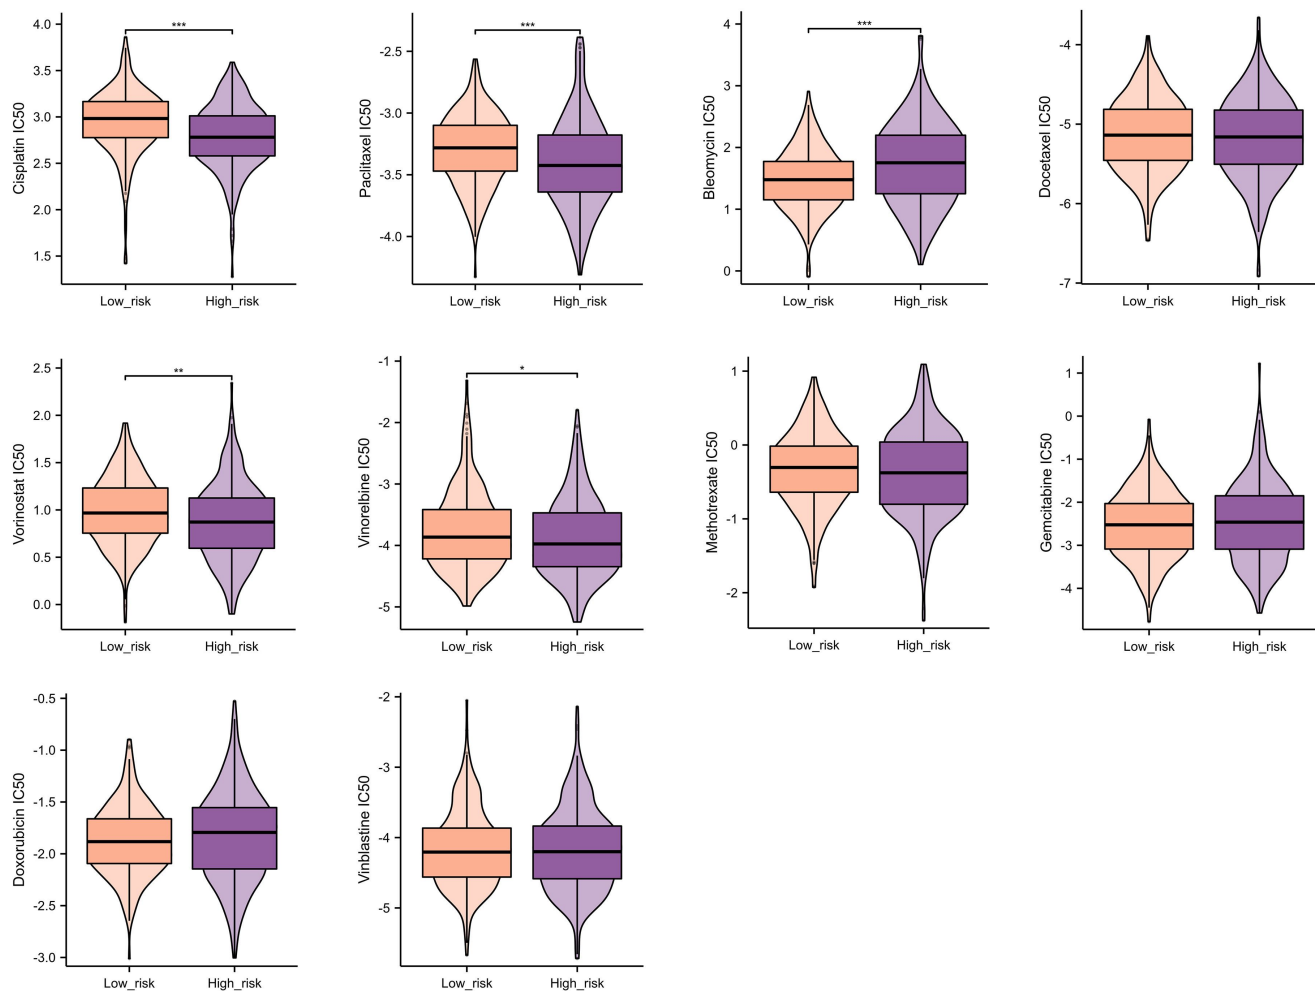 Cisplatin IC50
4.0
3.5
3.0
2.5
2.0
1.5
***
Low_risk
High_risk
Paclitaxel IC50
-2.5
-3.0
-3.5
-4.0
***
Low_risk
High_risk
Bleomycin IC50
4
3
2
1
0
***
Low_risk
High_risk
Docetaxel IC50
-4
-5
-6
-7
Low_risk
High_risk
Vorinostat IC50
2.5
2.0
1.5
1.0
0.5
0.0
**
Low_risk
High_risk
Vinorelbine IC50
-1
-2
-3
-4
-5
*
Low_risk
High_risk
Methotrexate IC50
1
0
-1
-2
Low_risk
High_risk
Gemcitabine IC50
1
0
-1
-2
-3
-4
Low_risk
High_risk
Doxorubicin IC50
-0.5
-1.0
-1.5
-2.0
-2.5
-3.0
Low_risk
High_risk
Vinblastine IC50
-2
-3
-4
-5
Low_risk
High_risk